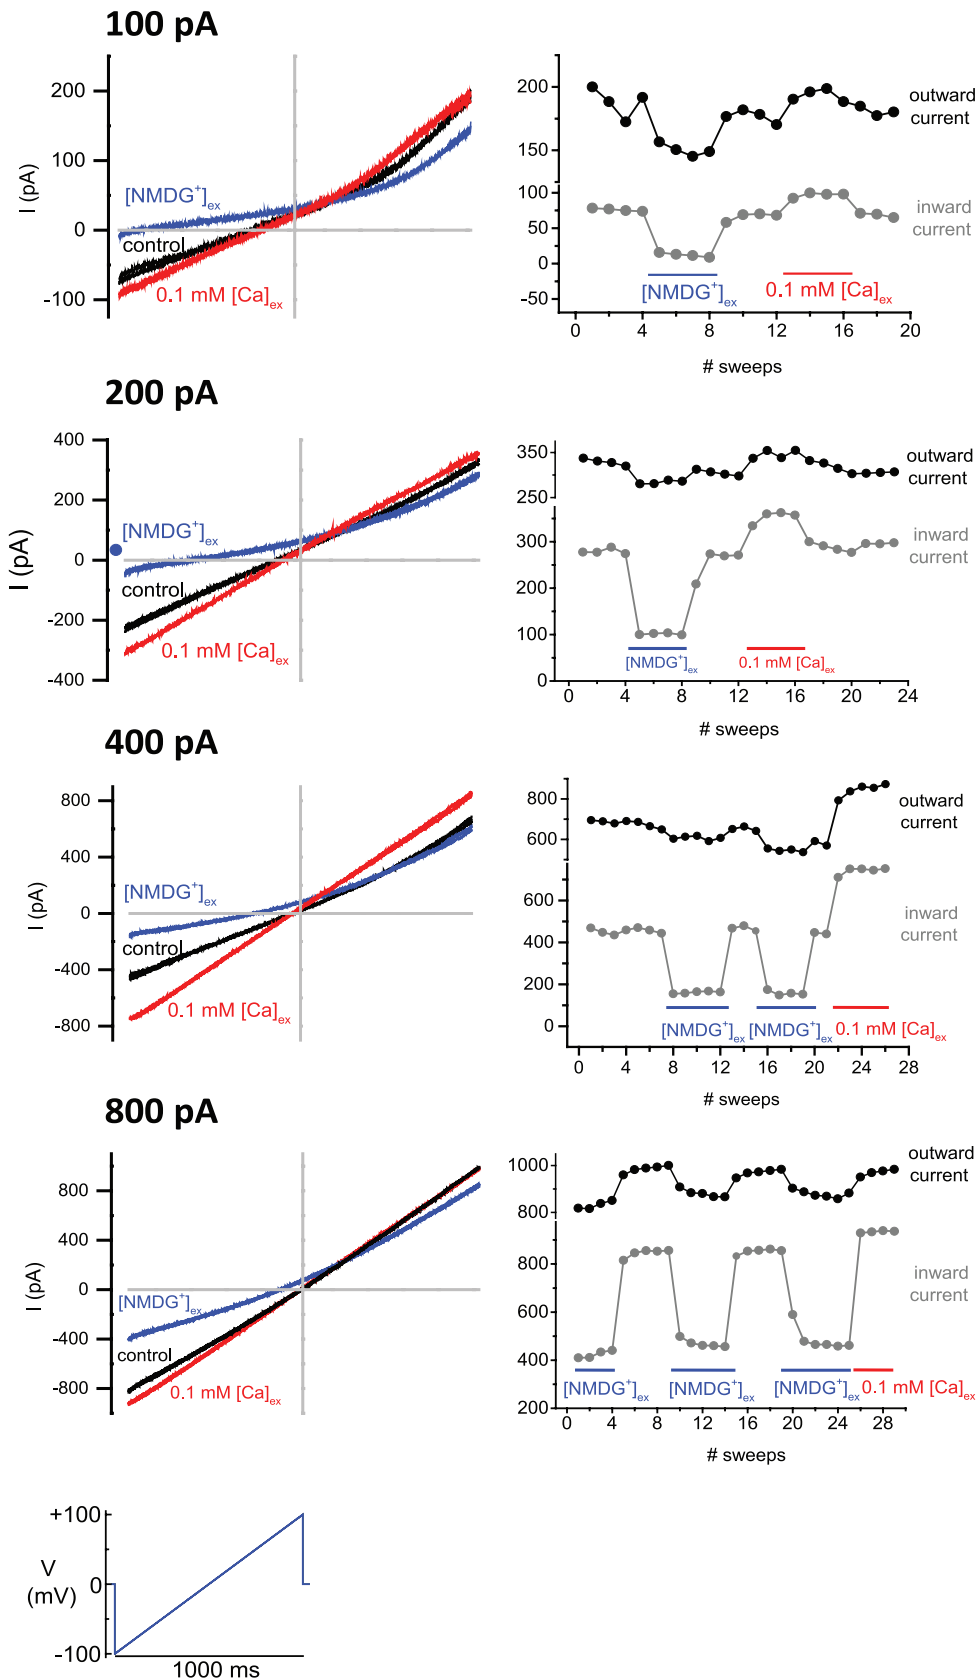 100 pA
I (pA)
200
100
0
-100
[NMDG⁺]ex
control
0.1 mM [Ca]ex
200
150
100
50
0
-50
outward
current
inward
current
[NMDG⁺]ex
0.1 mM [Ca]ex
0 4 8 12 16 20
# sweeps
200 pA
I (pA)
400
200
0
-200
-400
[NMDG⁺]ex
control
0.1 mM [Ca]ex
350
250
300
200
100
0
outward
current
inward
current
[NMDG⁺]ex
0.1 mM [Ca]ex
0 4 8 12 16 20 24
# sweeps
400 pA
I (pA)
800
400
0
-400
-800
[NMDG⁺]ex
control
0.1 mM [Ca]ex
800
600
600
400
200
0
outward
current
inward
current
[NMDG⁺]ex
[NMDG⁺]ex
0.1 mM [Ca]ex
0 4 8 12 16 20 24 28
# sweeps
800 pA
I (pA)
800
400
0
-400
-800
[NMDG⁺]ex
control
0.1 mM [Ca]ex
1000
800
800
600
400
200
outward
current
inward
current
[NMDG⁺]ex
[NMDG⁺]ex
[NMDG⁺]ex
0.1 mM [Ca]ex
0 4 8 12 16 20 24 28
# sweeps
+100
V
(mV)
0
-100
1000 ms